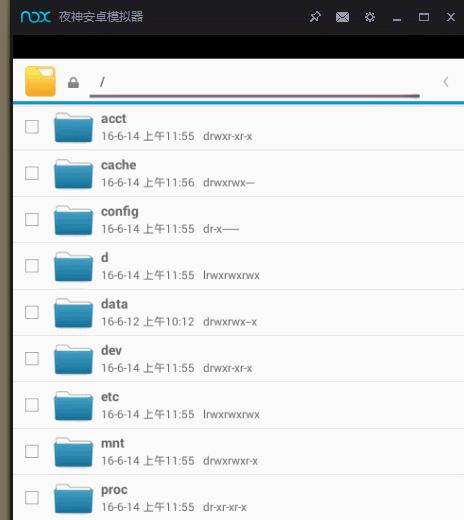 nox 夜神安卓模拟器
/
acct
16-6-14 上午11:55 drwxr-xr-x
cache
16-6-14 上午11:56 drwxrwx---
config
16-6-14 上午11:55 dr-x------
d
16-6-14 上午11:55 lrwxrwxrwx
data
16-6-12 上午10:12 drwxrwx--x
dev
16-6-14 上午11:55 drwxr-xr-x
etc
16-6-14 上午11:55 lrwxrwxrwx
mnt
16-6-14 上午11:55 drwxrwxr-x
proc
16-6-14 上午11:55 dr-xr-xr-x